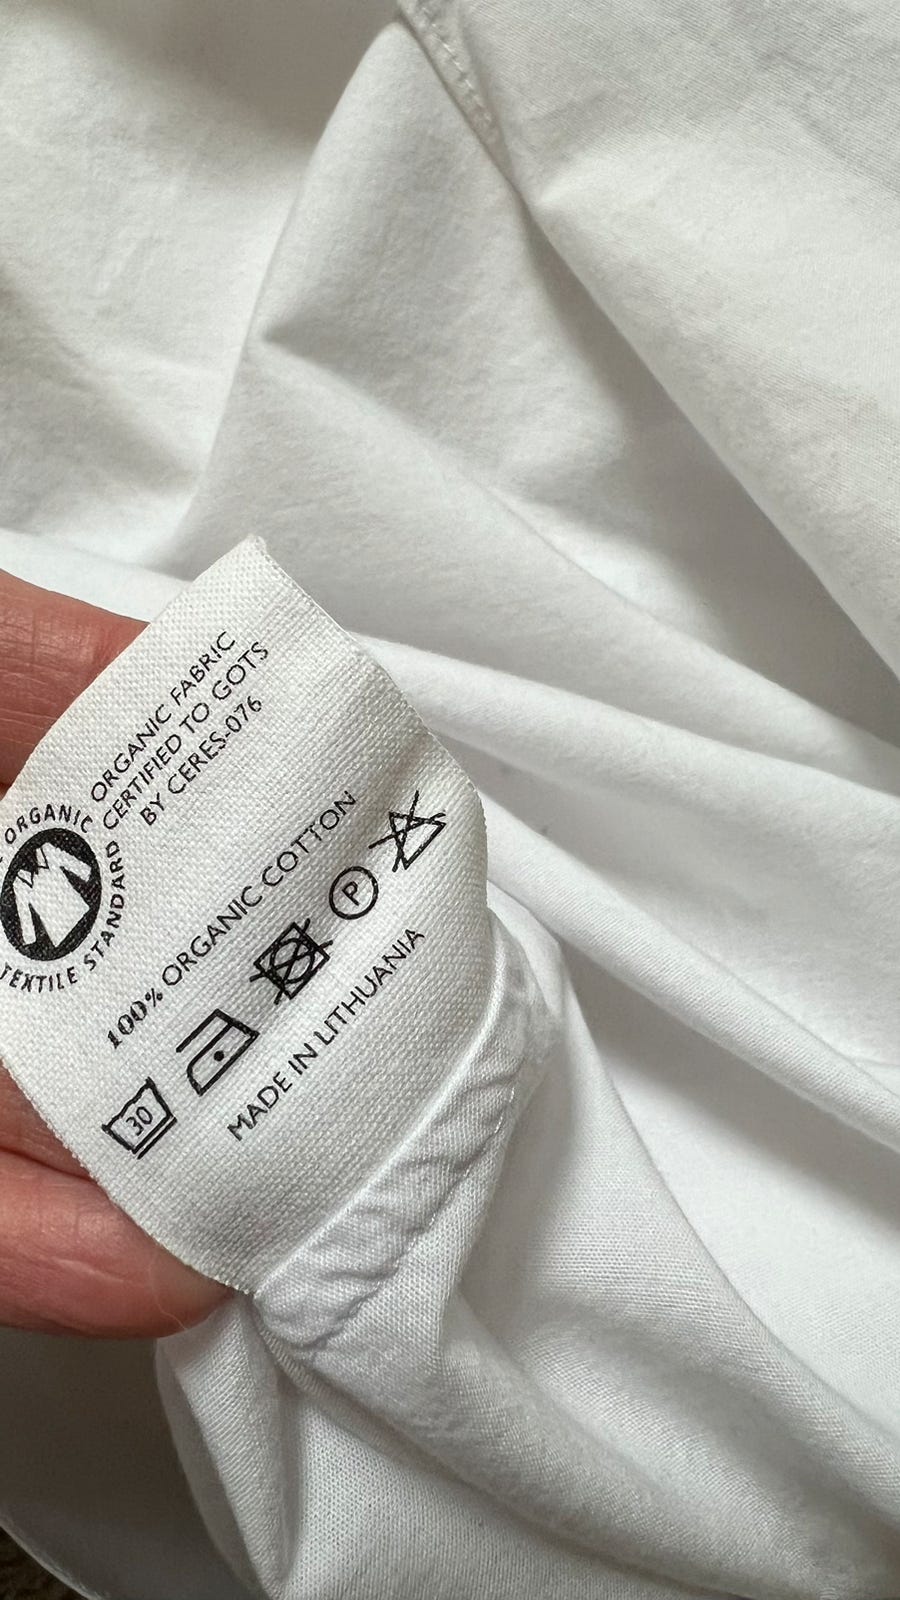 ORGANIC
TEXTILE STANDARD
ORGANIC FABRIC
CERTIFIED TO GOTS
BY CERES-076
100% ORGANIC COTTON
30
P
MADE IN LITHUANIA